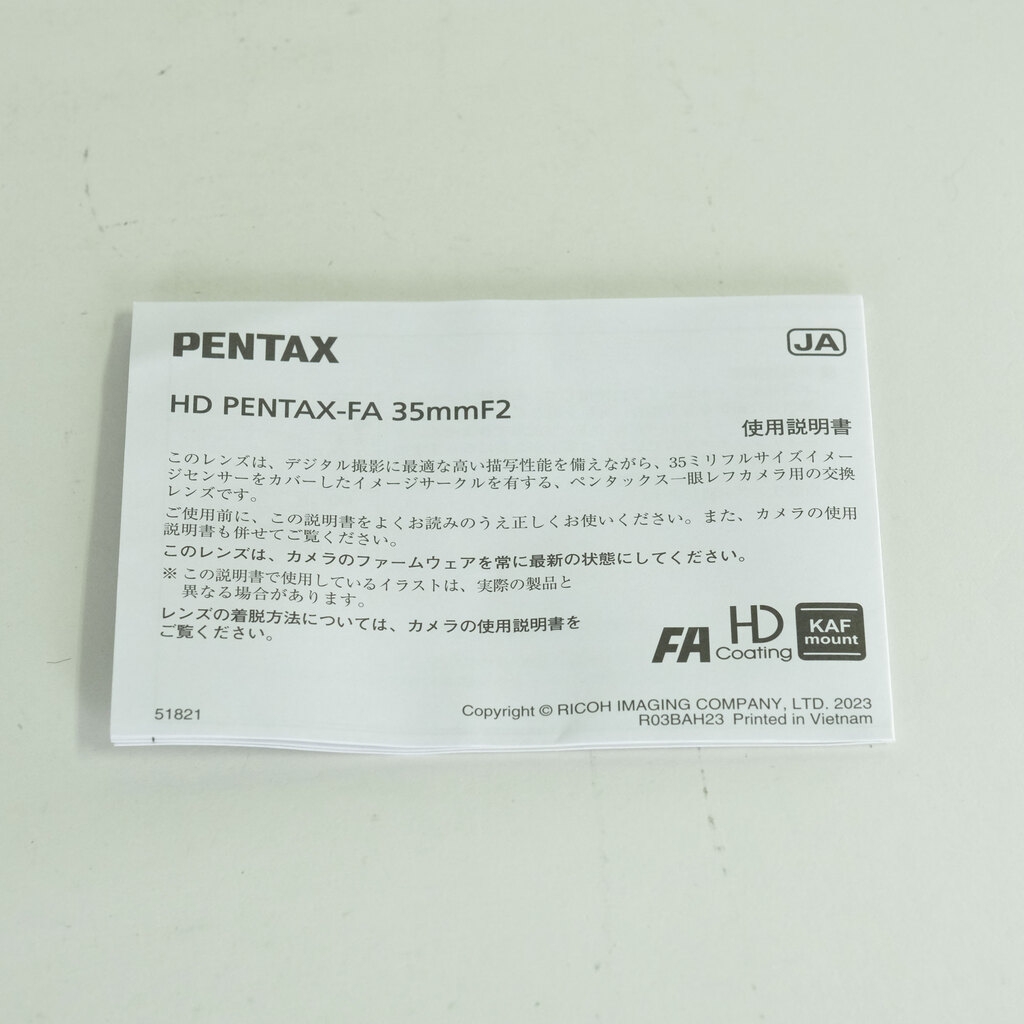 PENTAX
JA
HD PENTAX-FA 35mmF2
使用説明書
このレンズは、デジタル撮影に最適な高い描写性能を備えながら、35ミリフルサイズイメー
ジセンサーをカバーしたイメージサークルを有する、ペンタックス一眼レフカメラ用の交換
レンズです。
ご使用前に、この説明書をよくお読みのうえ正しくお使いください。また、カメラの使用
説明書も併せてご覧ください。
このレンズは、カメラのファームウェアを常に最新の状態にしてください。
※ この説明書で使用しているイラストは、実際の製品と
異なる場合があります。
レンズの着脱方法については、カメラの使用説明書を
ご覧ください。
FA
HD
Coating
KAF
mount
51821
Copyright © RICOH IMAGING COMPANY, LTD. 2023
R03BAH23 Printed in Vietnam